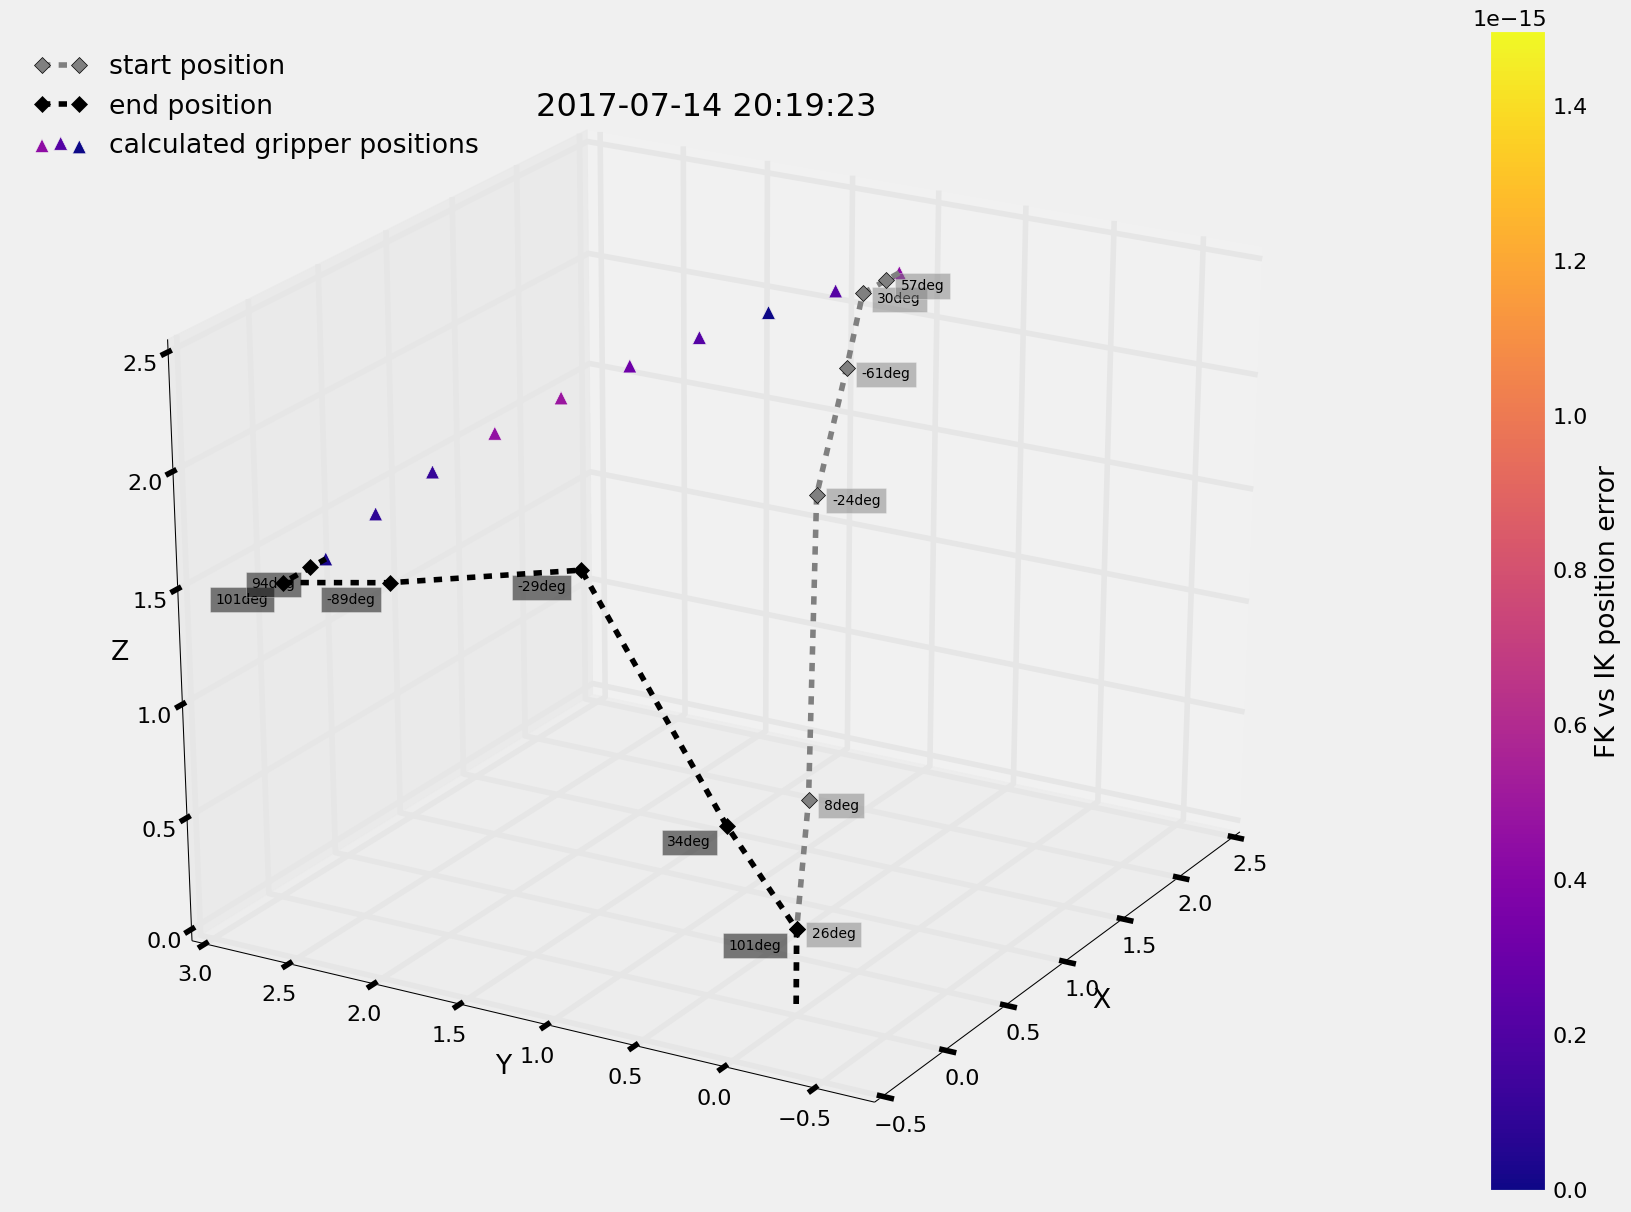 1e−15
start position
end position
calculated gripper positions
2017-07-14 20:19:23
1.4
1.2
1.0
0.8
0.6
0.4
0.2
0.0
FK vs IK position error
57deg
30deg
-61deg
-24deg
8deg
26deg
94deg
101deg
-89deg
-29deg
34deg
101deg
2.5
2.0
1.5
1.0
0.5
0.0
Z
3.0
2.5
2.0
1.5
1.0
0.5
0.0
−0.5
Y
2.5
2.0
1.5
1.0
0.5
0.0
−0.5
X